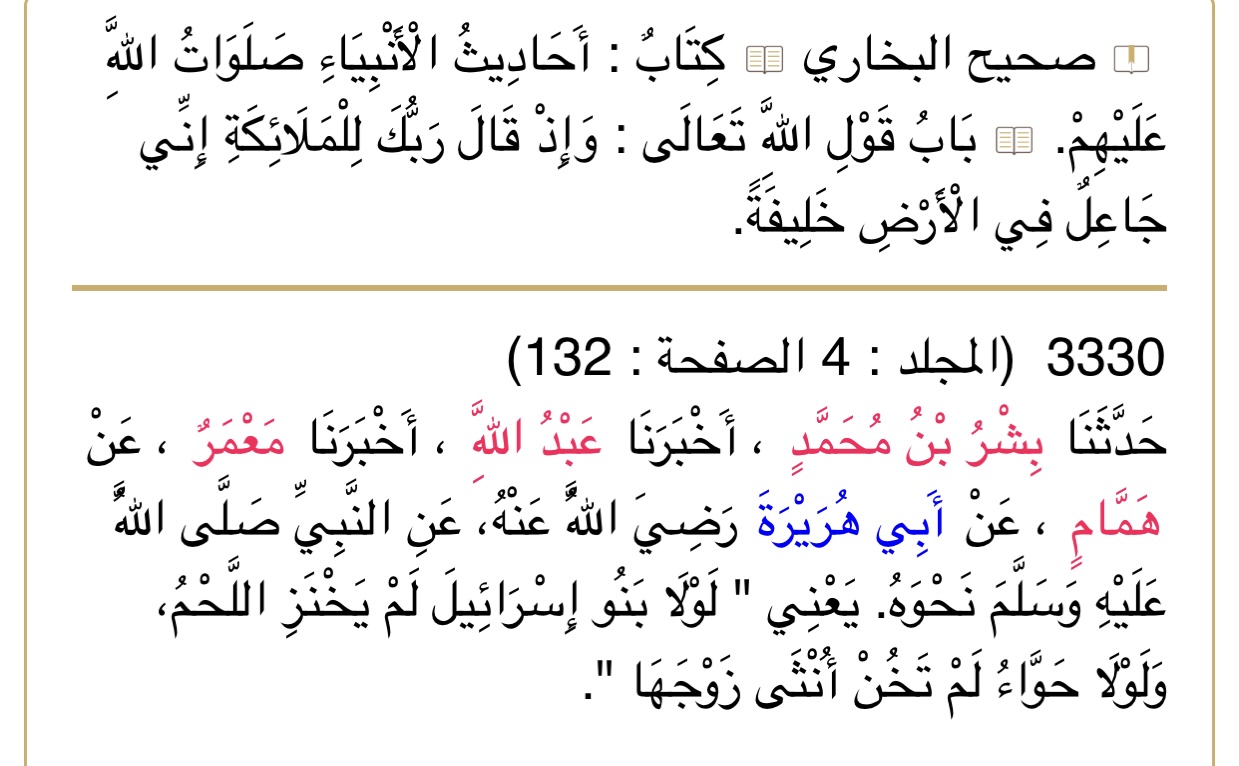 صحيح البخاري كِتَابٌ : أَحَادِيثُ الْأَنْبِيَاءِ صَلَوَاتُ اللَّهِ
عَلَيْهِمْ. بَابُ قَوْلِ اللَّهِ تَعَالَى : وَإِذْ قَالَ رَبُّكَ لِلْمَلَائِكَةِ إِنِّي
جَاعِلٌ فِي الْأَرْضِ خَلِيفَةً.
3330 (المجلد : 4 الصفحة : 132)
حَدَّثَنَا بِشْرُ بْنُ مُحَمَّدٍ ، أَخْبَرَنَا عَبْدُ اللَّهِ ، أَخْبَرَنَا مَعْمَرٌ ، عَنْ
هَمَّامٍ ، عَنْ أَبِي هُرَيْرَةَ رَضِيَ اللَّهُ عَنْهُ، عَنِ النَّبِيِّ صَلَّى اللَّهُ
عَلَيْهِ وَسَلَّمَ نَحْوَهُ. يَعْنِي " لَوْلَا بَنُو إِسْرَائِيلَ لَمْ يَخْنَزِ اللَّحْمُ،
وَلَوْلَا حَوَّاءُ لَمْ تَخُنْ أُنْثَى زَوْجَهَا ".